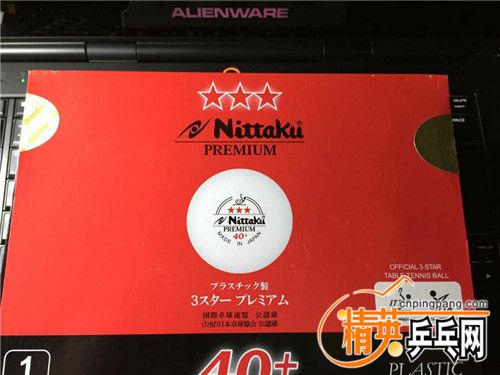 ALIENWARE
Nittaku®
PREMIUM
Nittaku
PREMIUM
40+
MADE IN JAPAN
プラスチック製
3スター プレミアム
国際卓球連盟 公認球
(公財)日本卓球協会 公認球
OFFICIAL 3-STAR
TABLE TENNIS BALL
chpingpang.com
精英乒乓网
1
40+
PLASTIC